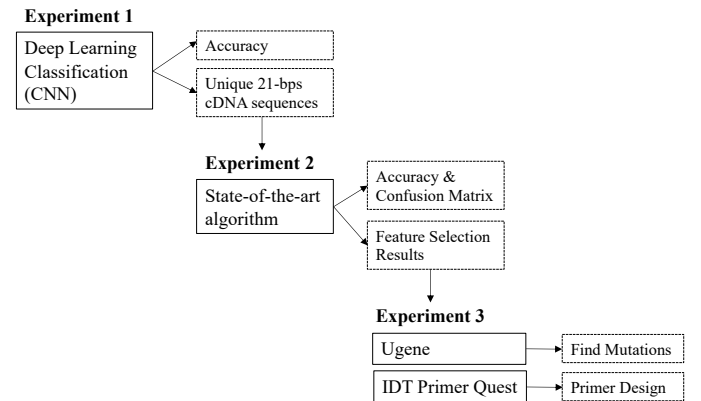 Experiment 1
Deep Learning
Classification
(CNN)
Accuracy
Unique 21-bps
cDNA sequences
Experiment 2
State-of-the-art
algorithm
Accuracy &
Confusion Matrix
Feature Selection
Results
Experiment 3
Ugene
Find Mutations
IDT Primer Quest
Primer Design